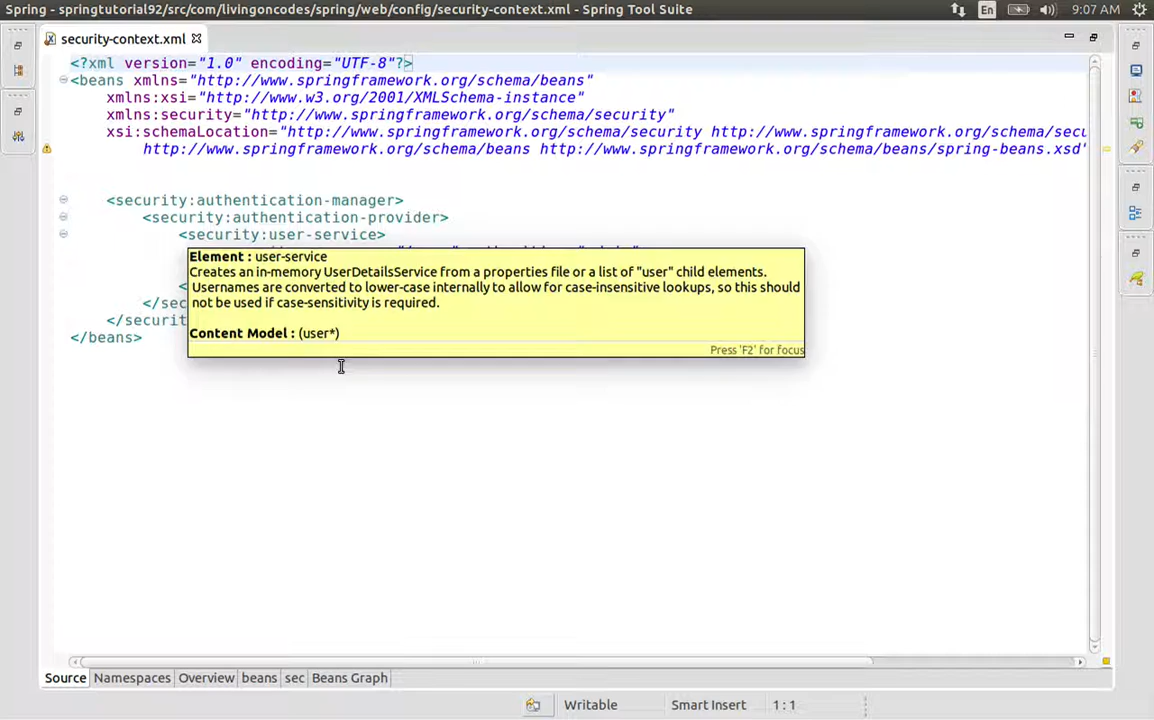 Spring - springtutorial92/src/com/livingoncodes/spring/web/config/security-context.xml - Spring Tool Suite
En
9:07 AM
security-context.xml
<?xml version="1.0" encoding="UTF-8"?>
<beans xmlns="http://www.springframework.org/schema/beans"
xmlns:xsi="http://www.w3.org/2001/XMLSchema-instance"
xmlns:security="http://www.springframework.org/schema/security"
xsi:schemaLocation="http://www.springframework.org/schema/security http://www.springframework.org/schema/secu
http://www.springframework.org/schema/beans http://www.springframework.org/schema/beans/spring-beans.xsd"
<security:authentication-manager>
<security:authentication-provider>
<security:user-service>
Element : user-service
Creates an in-memory UserDetailsService from a properties file or a list of "user" child elements.
Usernames are converted to lower-case internally to allow for case-insensitive lookups, so this should
not be used if case-sensitivity is required.
Content Model : (user*)
Press 'F2' for focus
<
</sec
</securit
</beans>
Source
Namespaces
Overview
beans
sec
Beans Graph
Writable
Smart Insert
1 : 1